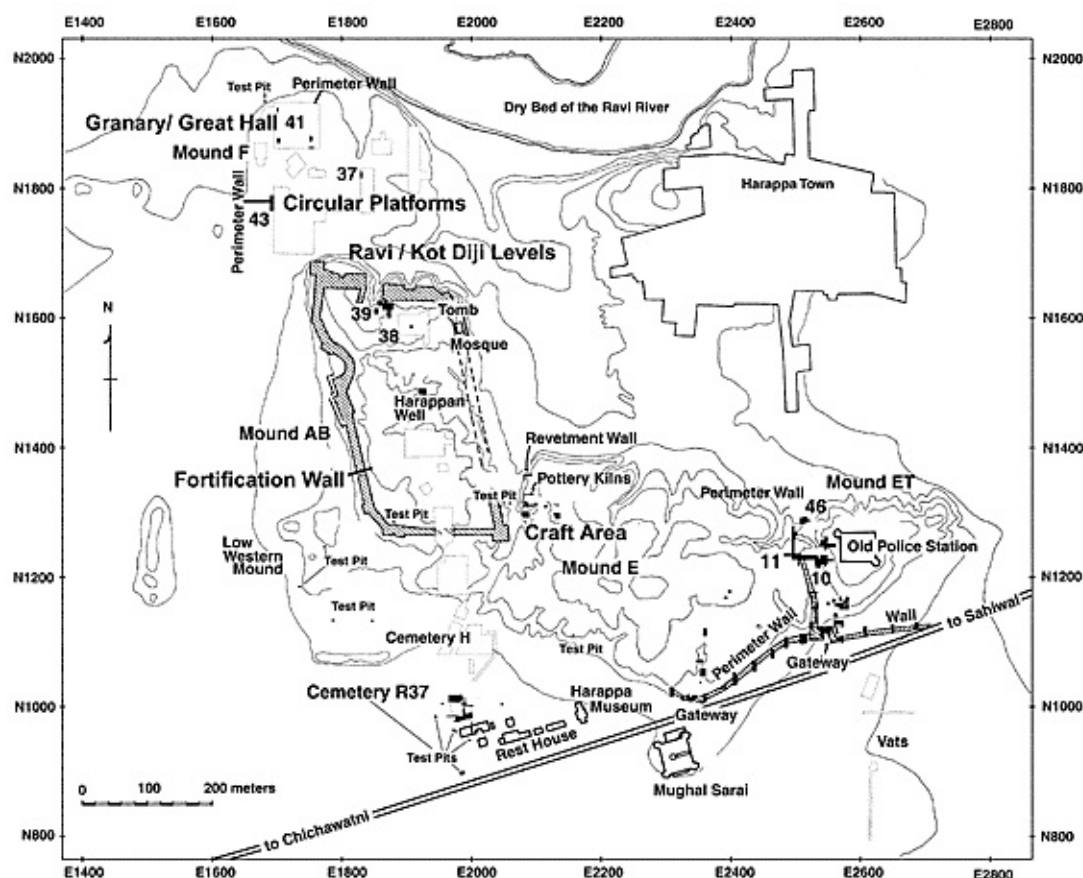 E1400 E1600 E1800 E2000 E2200 E2400 E2600 E2800
N2000 N2000
Test Pit
Perimeter Wall
Dry Bed of the Ravi River
Granary/ Great Hall 41
Mound F
37
Harappa Town
N1800 N1800
Perimeter Wall
Circular Platforms
43
Ravi / Kot Diji Levels
N
N1600 N1600
39
Tomb
38
Mosque
Harappan
Well
Mound AB
Revetment Wall
N1400 N1400
Fortification Wall
Pottery Kilns
Perimeter Wall
Mound ET
Test Pit
46
Test Pit
Craft Area
Low
Western
Mound
Test Pit
Mound E
11
10
Old Police Station
N1200 N1200
Test Pit
Cemetery H
Test Pit
Perimeter Wall
Wall
to Sahiwal
Gateway
Cemetery R37
Harappa
Museum
N1000 N1000
Gateway
Test Pits
Rest House
Vats
Mughal Sarai
0 100 200 meters
to Chichawatni
N800 N800
E1400 E1600 E1800 E2000 E2200 E2400 E2600 E2800